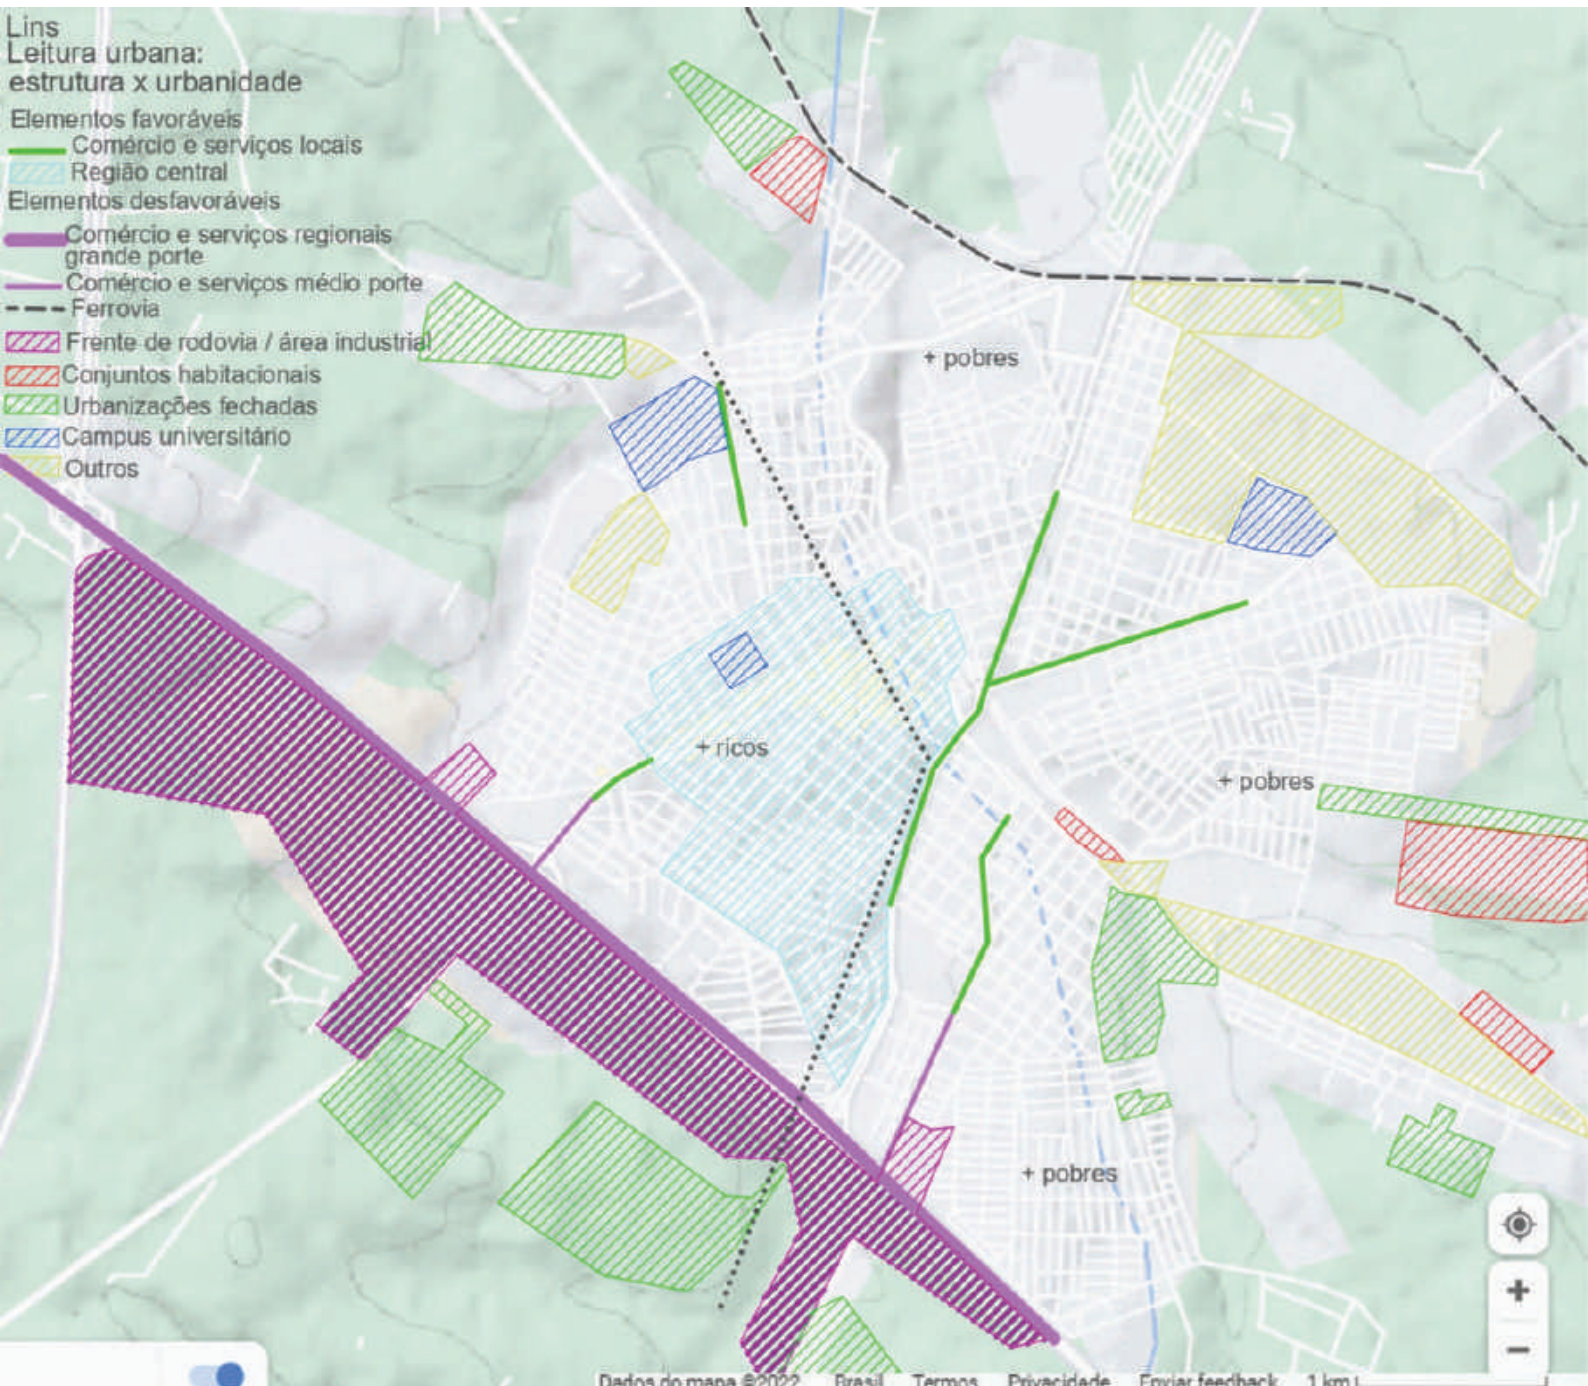 Lins
Leitura urbana:
estrutura x urbanidade
Elementos favoráveis
Comércio e serviços locais
Região central
Elementos desfavoráveis
Comércio e serviços regionais
grande porte
Comércio e serviços médio porte
Ferrovia
Frente de rodovia / área industrial
Conjuntos habitacionais
Urbanizações fechadas
Campus universitário
Outros
+ pobres
+ ricos
+ pobres
+ pobres
Dados do mapa ©2022 Brasil Termos Privacidade Enviar feedback 1 km